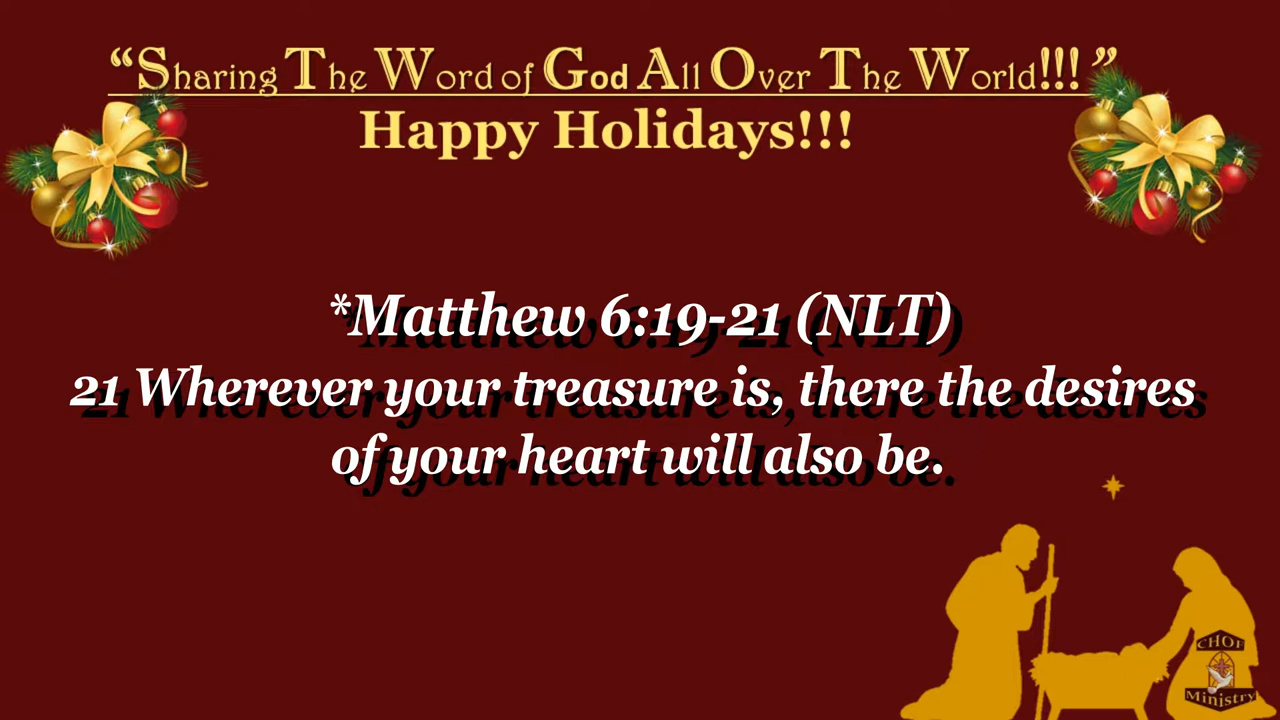 “Sharing The Word of God All Over The World!!!”
Happy Holidays!!!
*Matthew 6:19-21 (NLT)
21 Wherever your treasure is, there the desires
of your heart will also be.
CHOF
Ministry